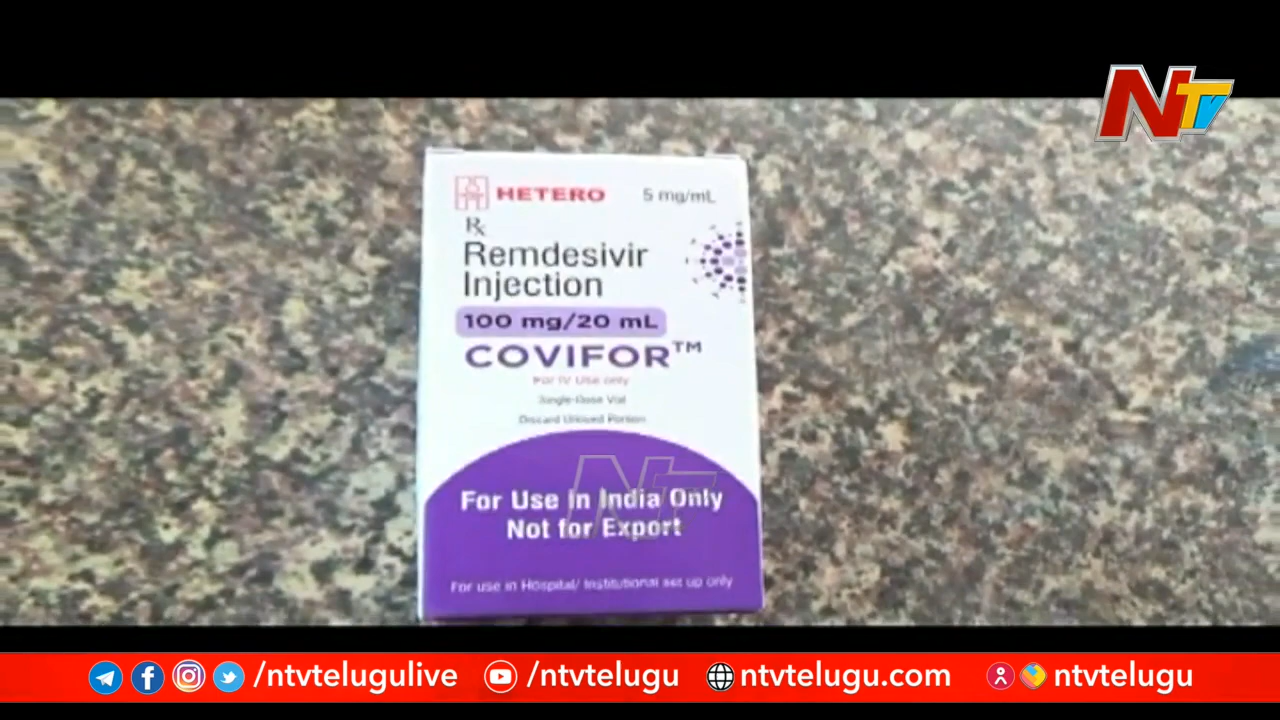 NTV
HETERO 5 mg/mL
Rx
Remdesivir
Injection
100 mg/20 mL
COVIFOR™
For IV Use only
Single-Dose Vial
Discard Unused Portion
NT
For Use In India Only
Not for Export
For use in Hospital/ Institutional set up only
/ntvtelugulive /ntvtelugu ntvtelugu.com ntvtelugu